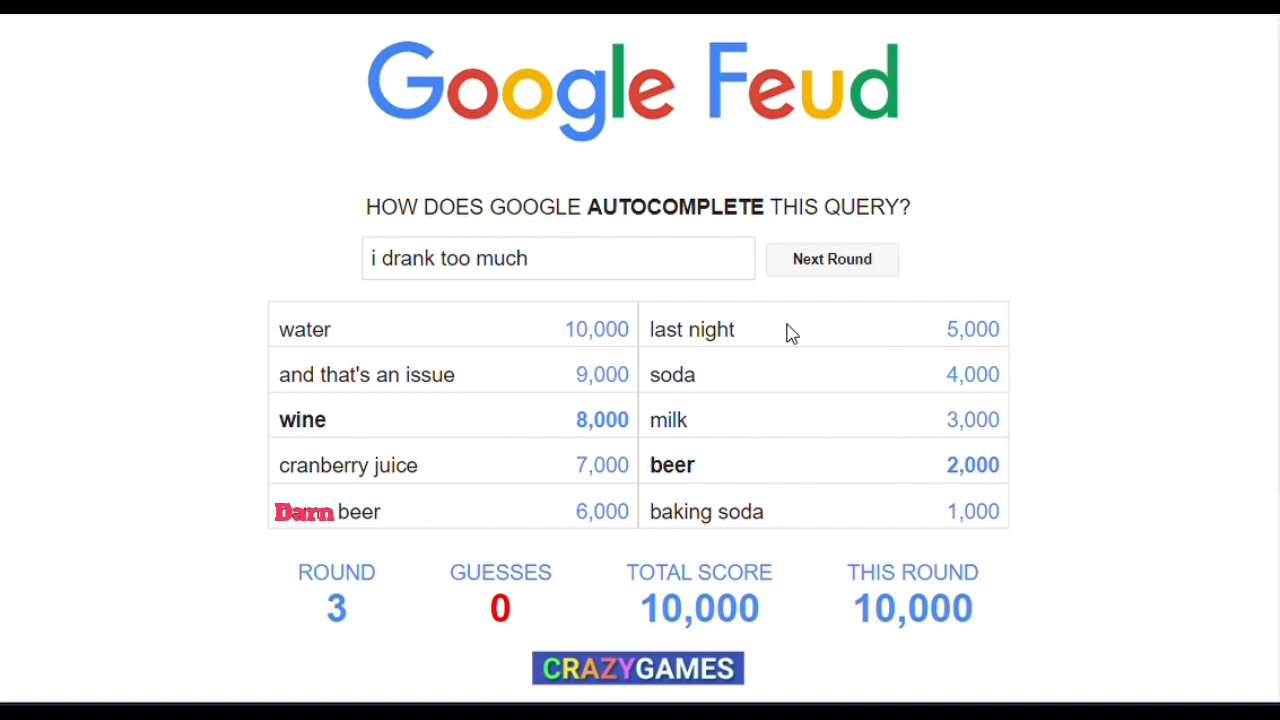 Google Feud
HOW DOES GOOGLE AUTOCOMPLETE THIS QUERY?
i drank too much
Next Round
water 10,000
and that's an issue 9,000
wine 8,000
cranberry juice 7,000
Darn beer 6,000
last night 5,000
soda 4,000
milk 3,000
beer 2,000
baking soda 1,000
ROUND GUESSES TOTAL SCORE THIS ROUND
3 0 10,000 10,000
CRAZYGAMES